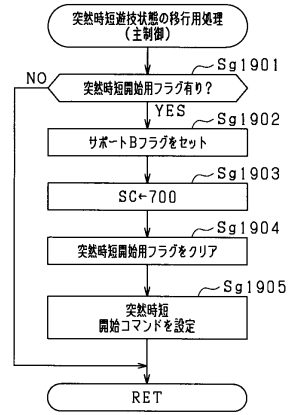 突然時短遊技状態の移行用処理
(主制御)
Sg1901
NO
突然時短開始用フラグ有り?
YES
Sg1902
サポートBフラグをセット
Sg1903
SC←700
Sg1904
突然時短開始用フラグをクリア
Sg1905
突然時短
開始コマンドを設定
RET